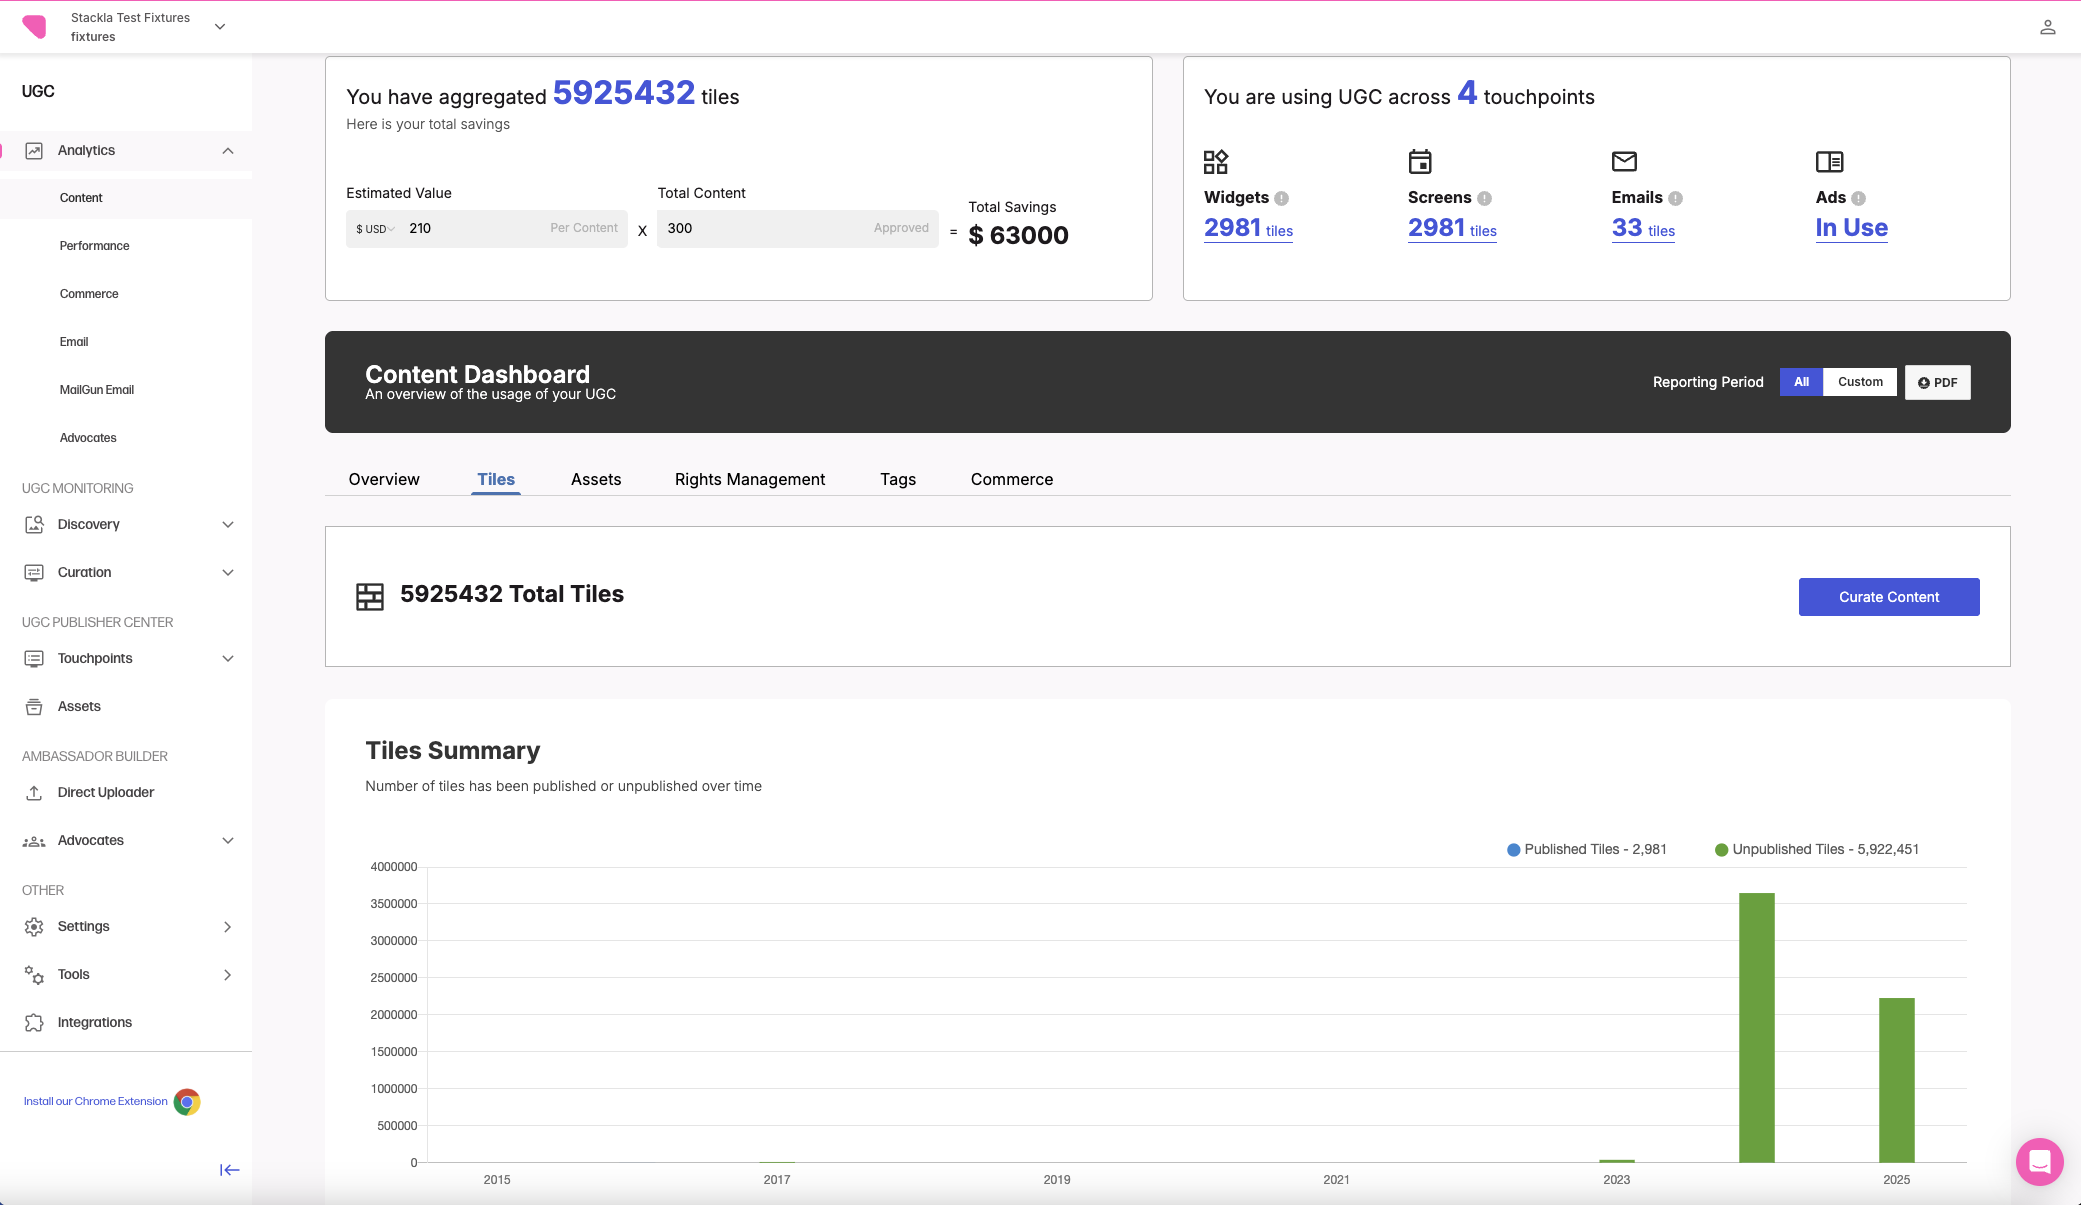 Stackla Test Fixtures
fixtures
UGC
Analytics
Content
Performance
Commerce
Email
MailGun Email
Advocates
UGC MONITORING
Discovery
Curation
UGC PUBLISHER CENTER
Touchpoints
Assets
AMBASSADOR BUILDER
Direct Uploader
Advocates
OTHER
Settings
Tools
Integrations
Install our Chrome Extension
You have aggregated 5925432 tiles
Here is your total savings
Estimated Value
$ USD 210 Per Content
X
Total Content
300 Approved
=
Total Savings
$ 63000
You are using UGC across 4 touchpoints
Widgets
2981 tiles
Screens
2981 tiles
Emails
33 tiles
Ads
In Use
Content Dashboard
An overview of the usage of your UGC
Reporting Period All Custom PDF
Overview Tiles Assets Rights Management Tags Commerce
5925432 Total Tiles
Curate Content
Tiles Summary
Number of tiles has been published or unpublished over time
Published Tiles - 2,981 Unpublished Tiles - 5,922,451
4000000
3500000
3000000
2500000
2000000
1500000
1000000
500000
0
2015 2017 2019 2021 2023 2025